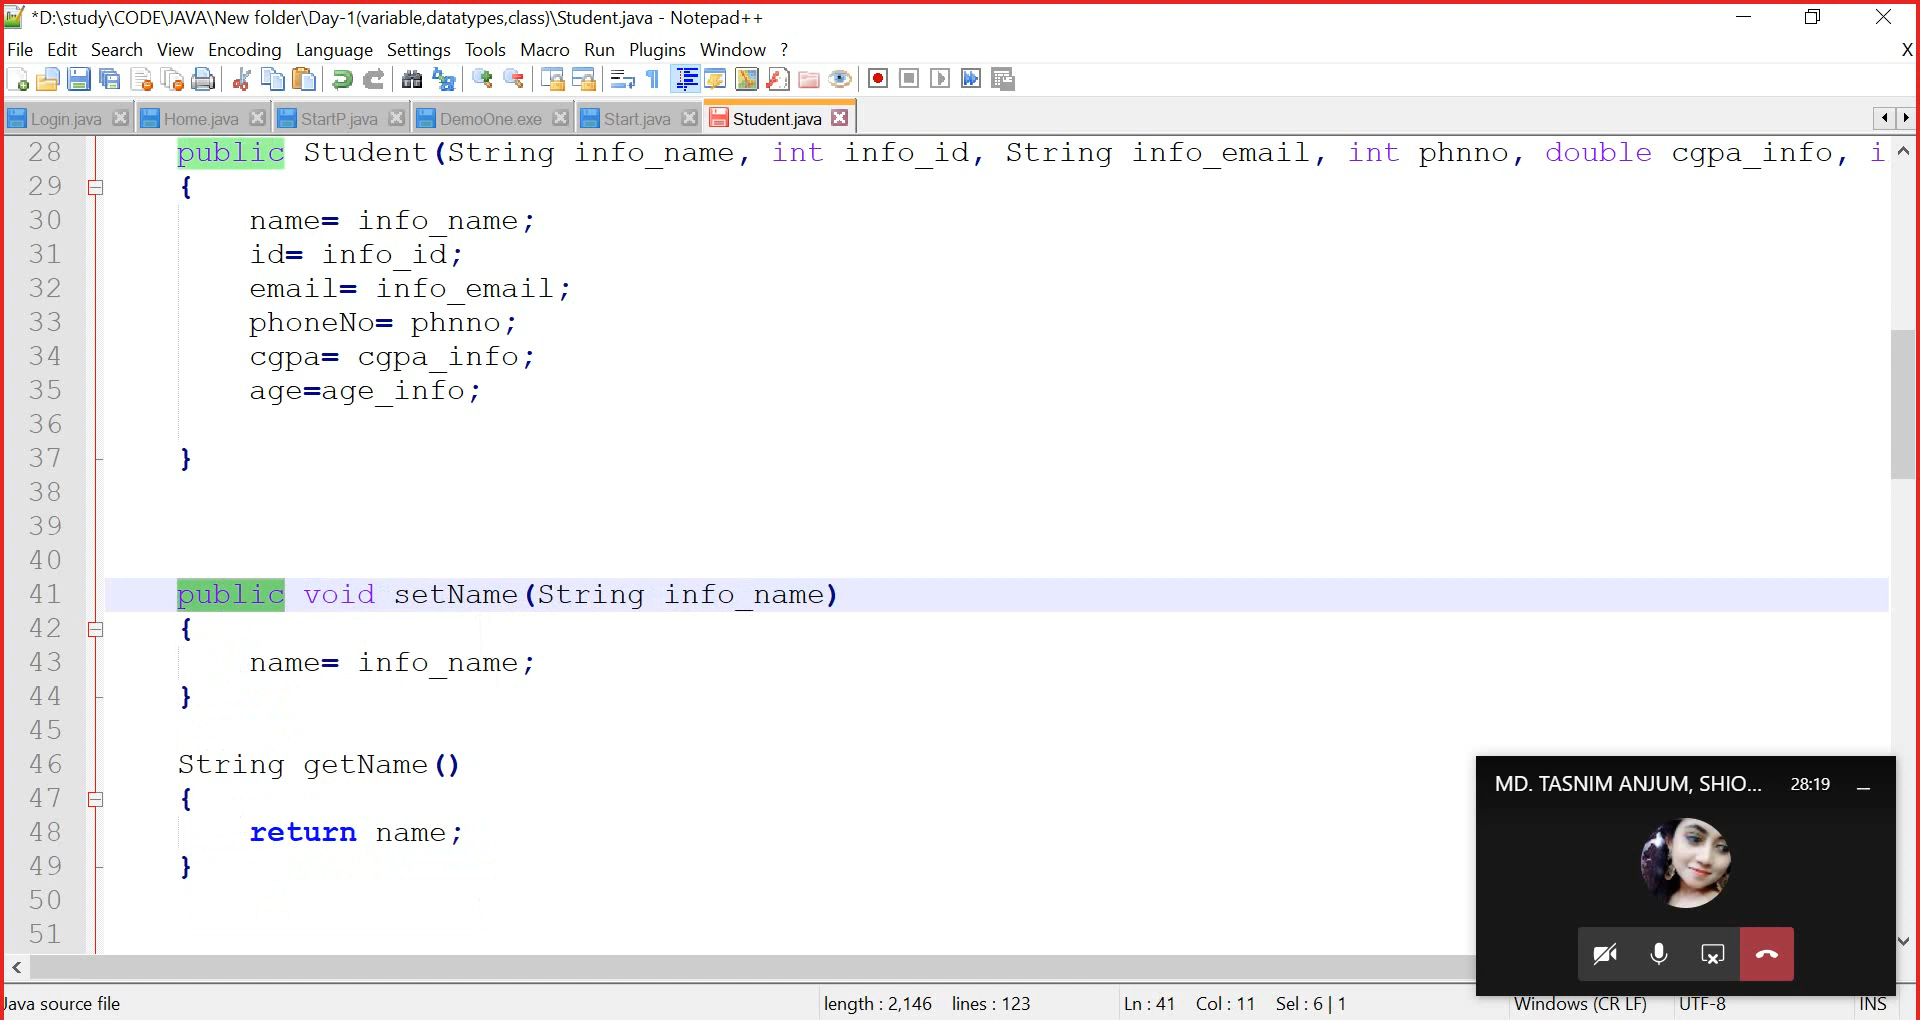 *D:\study\CODE\JAVA\New folder\Day-1(variable,datatypes,class)\Student.java - Notepad++
File Edit Search View Encoding Language Settings Tools Macro Run Plugins Window ? X
Login.java Home.java StartP.java DemoOne.exe Start.java Student.java
28 public Student(String info_name, int info_id, String info_email, int phnno, double cgpa_info, i
29 {
30 name= info_name;
31 id= info_id;
32 email= info_email;
33 phoneNo= phnno;
34 cgpa= cgpa_info;
35 age=age_info;
36
37 }
38
39
40
41 public void setName(String info_name)
42 {
43 name= info_name;
44 }
45
46 String getName()
47 {
48 return name;
49 }
50
51
MD. TASNIM ANJUM, SHIO... 28:19
Java source file length : 2,146 lines : 123 Ln : 41 Col : 11 Sel : 6 | 1 Windows (CR LF) UTF-8 INS